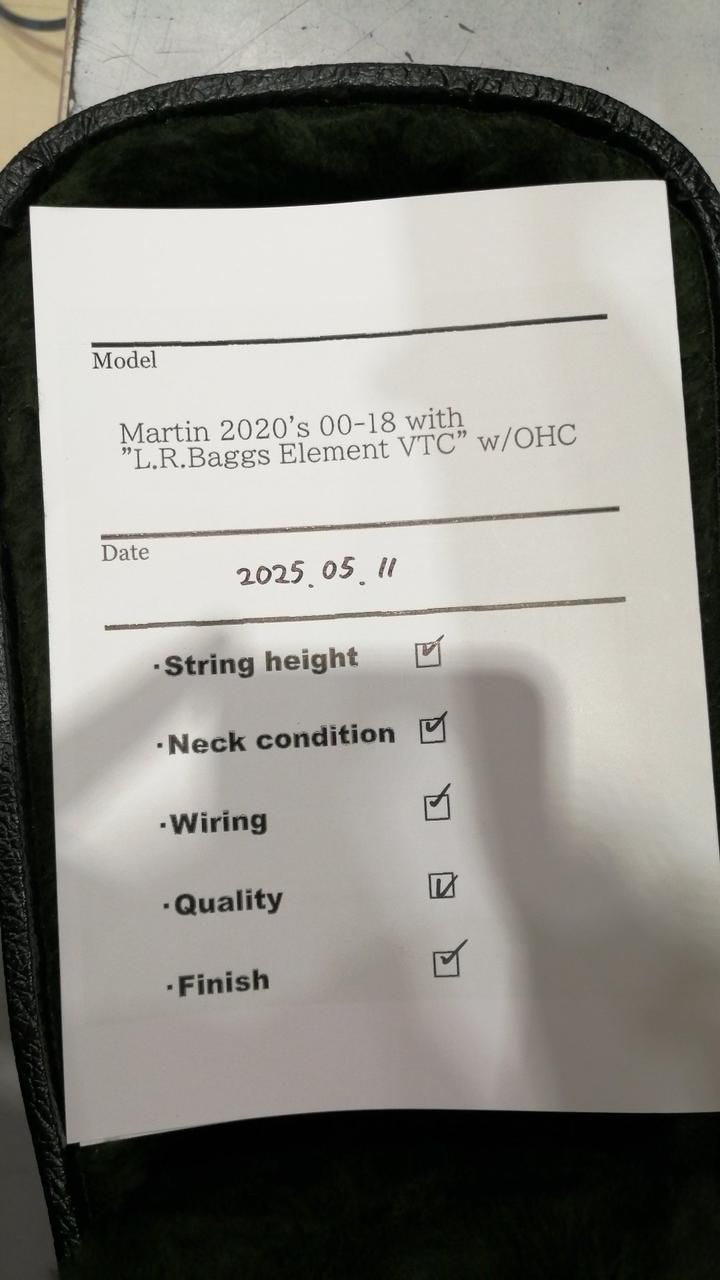 Model
Martin 2020's 00-18 with
"L.R.Baggs Element VTC" w/OHC
Date
2025.05.11
·String height ☑
·Neck condition ☑
·Wiring ☑
·Quality ☑
·Finish ☑